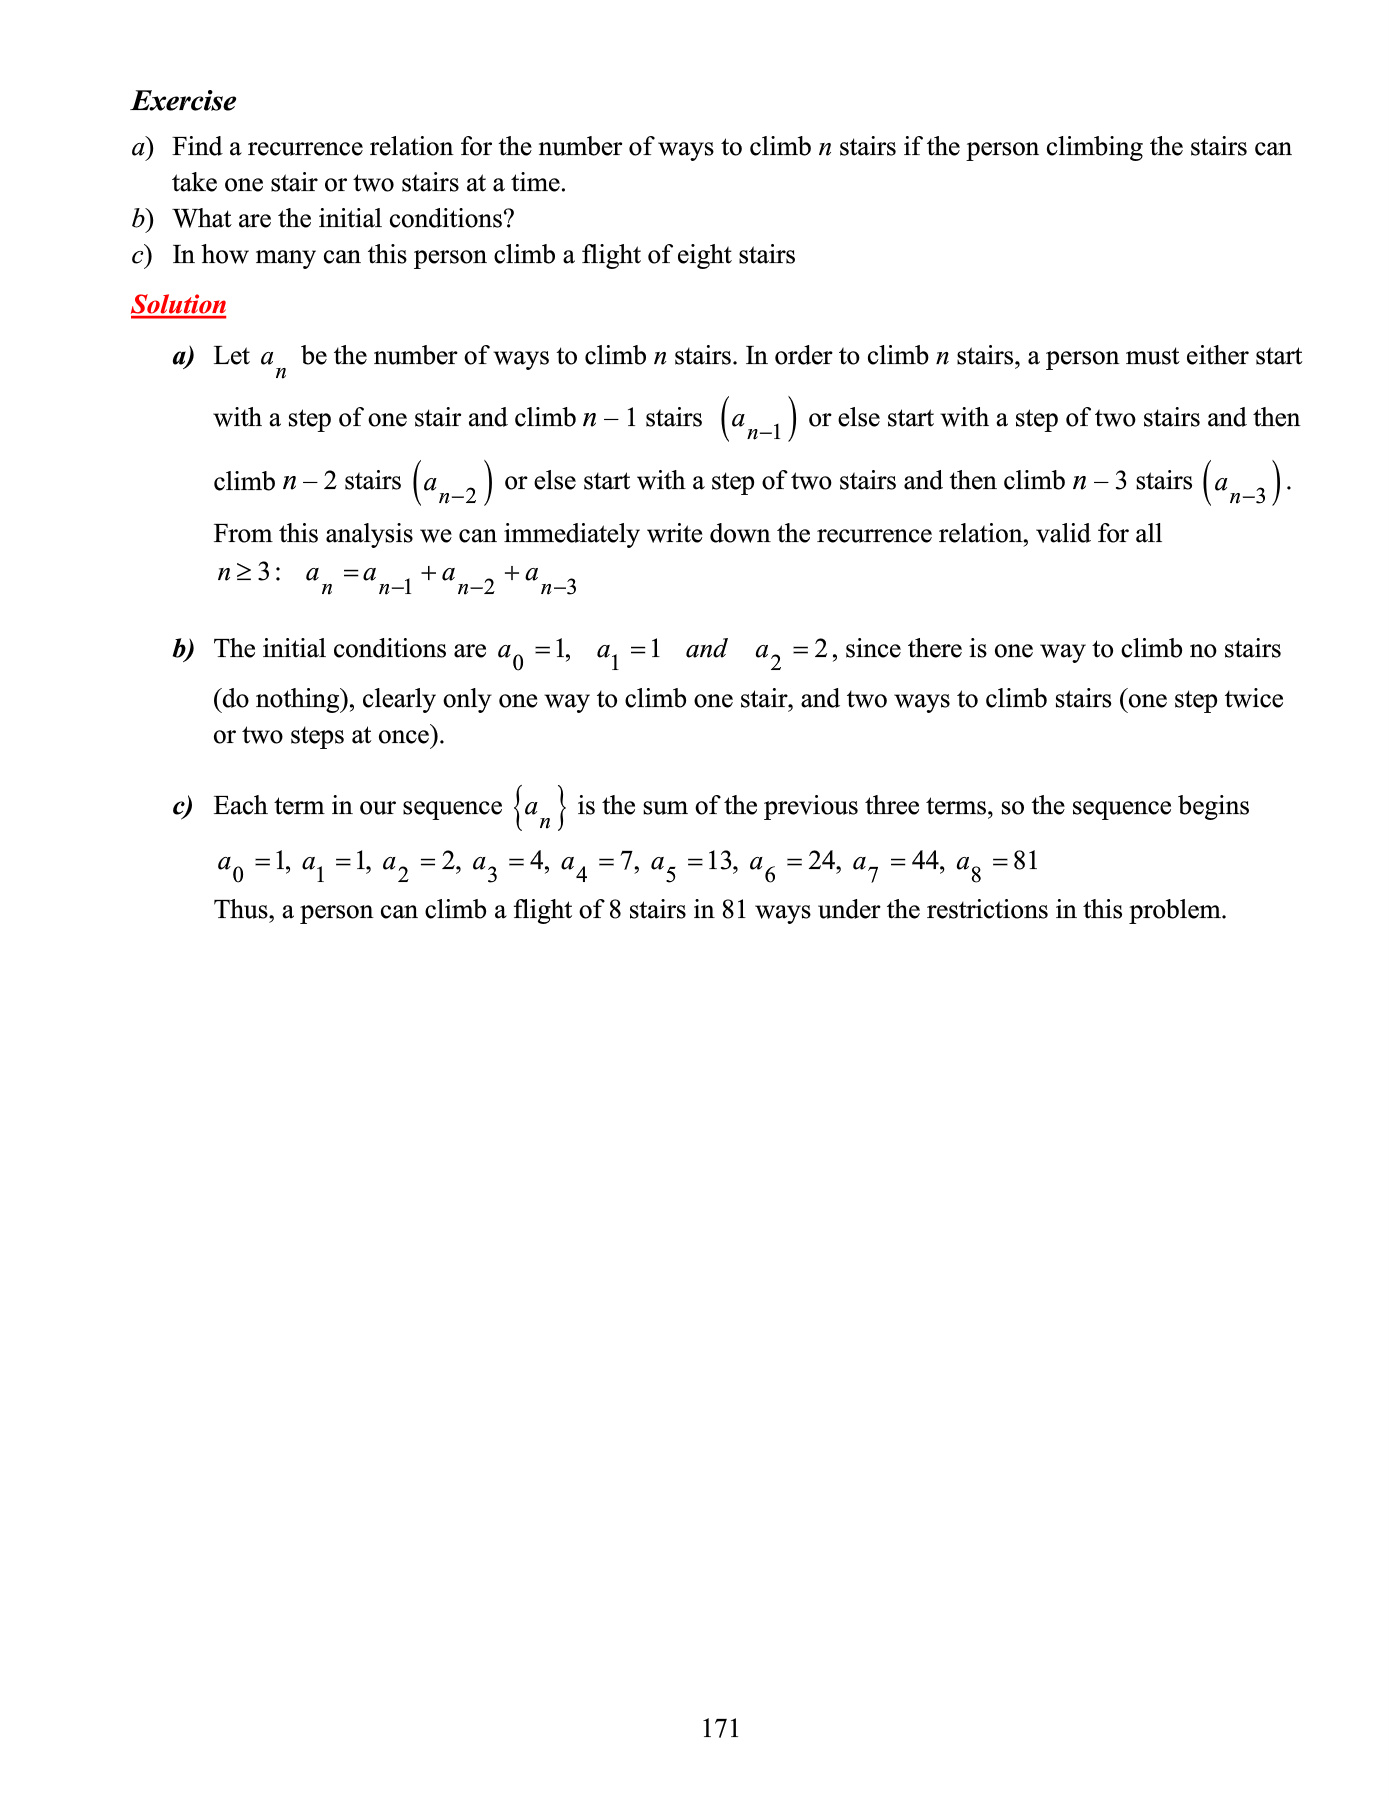 Exercise
a) Find a recurrence relation for the number of ways to climb n stairs if the person climbing the stairs can
take one stair or two stairs at a time.
b) What are the initial conditions?
c) In how many can this person climb a flight of eight stairs
Solution
a) Let a_n be the number of ways to climb n stairs. In order to climb n stairs, a person must either start
with a step of one stair and climb n – 1 stairs (a_{n–1}) or else start with a step of two stairs and then
climb n – 2 stairs (a_{n–2}) or else start with a step of two stairs and then climb n – 3 stairs (a_{n–3}).
From this analysis we can immediately write down the recurrence relation, valid for all
n ≥ 3: a_n = a_{n–1} + a_{n–2} + a_{n–3}
b) The initial conditions are a_0 = 1, a_1 = 1 and a_2 = 2, since there is one way to climb no stairs
(do nothing), clearly only one way to climb one stair, and two ways to climb stairs (one step twice
or two steps at once).
c) Each term in our sequence {a_n} is the sum of the previous three terms, so the sequence begins
a_0 = 1, a_1 = 1, a_2 = 2, a_3 = 4, a_4 = 7, a_5 = 13, a_6 = 24, a_7 = 44, a_8 = 81
Thus, a person can climb a flight of 8 stairs in 81 ways under the restrictions in this problem.
171